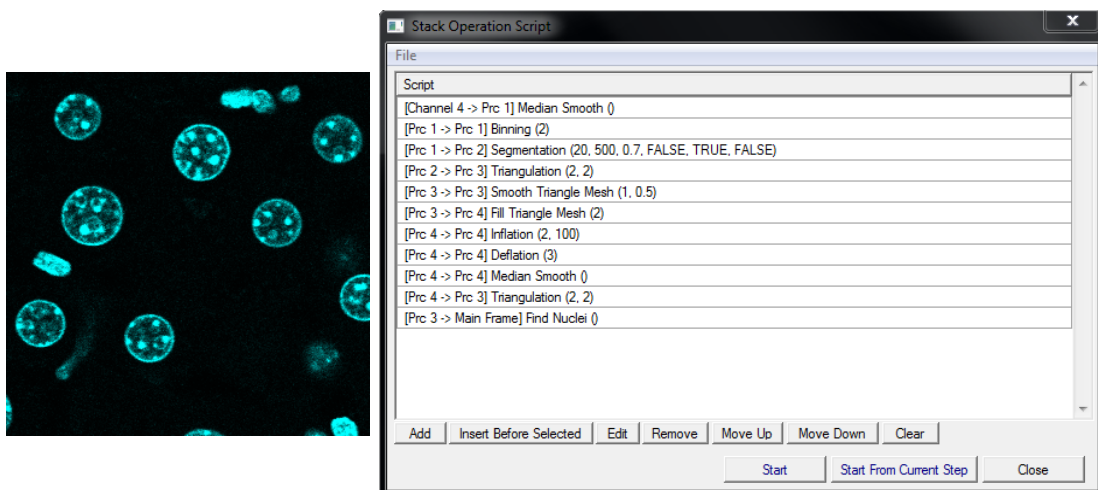 Stack Operation Script
x
File
Script
[Channel 4 -> Prc 1] Median Smooth ()
[Prc 1 -> Prc 1] Binning (2)
[Prc 1 -> Prc 2] Segmentation (20, 500, 0.7, FALSE, TRUE, FALSE)
[Prc 2 -> Prc 3] Triangulation (2, 2)
[Prc 3 -> Prc 3] Smooth Triangle Mesh (1, 0.5)
[Prc 3 -> Prc 4] Fill Triangle Mesh (2)
[Prc 4 -> Prc 4] Inflation (2, 100)
[Prc 4 -> Prc 4] Deflation (3)
[Prc 4 -> Prc 4] Median Smooth ()
[Prc 4 -> Prc 3] Triangulation (2, 2)
[Prc 3 -> Main Frame] Find Nuclei ()
Add Insert Before Selected Edit Remove Move Up Move Down Clear
Start Start From Current Step Close